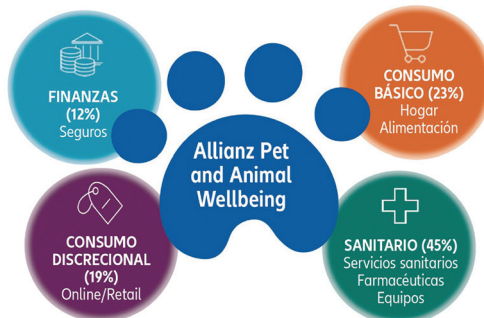 FINANZAS
(12%)
Seguros
CONSUMO
BÁSICO (23%)
Hogar
Alimentación
Allianz Pet
and Animal
Wellbeing
CONSUMO
DISCRECIONAL
(19%)
Online/Retail
SANITARIO (45%)
Servicios sanitarios
Farmacéuticas
Equipos